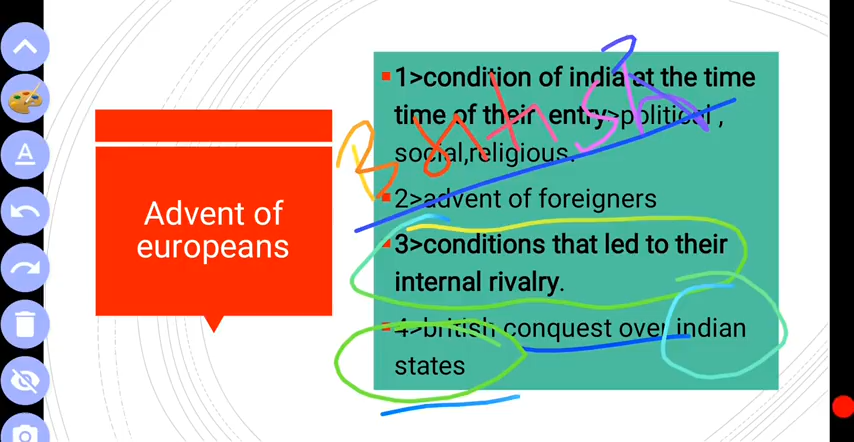 Advent of
europeans
1>condition of india at the time
time of their entry>political ,
social,religious.
2>advent of foreigners
3>conditions that led to their
internal rivalry.
4>british conquest over indian
states